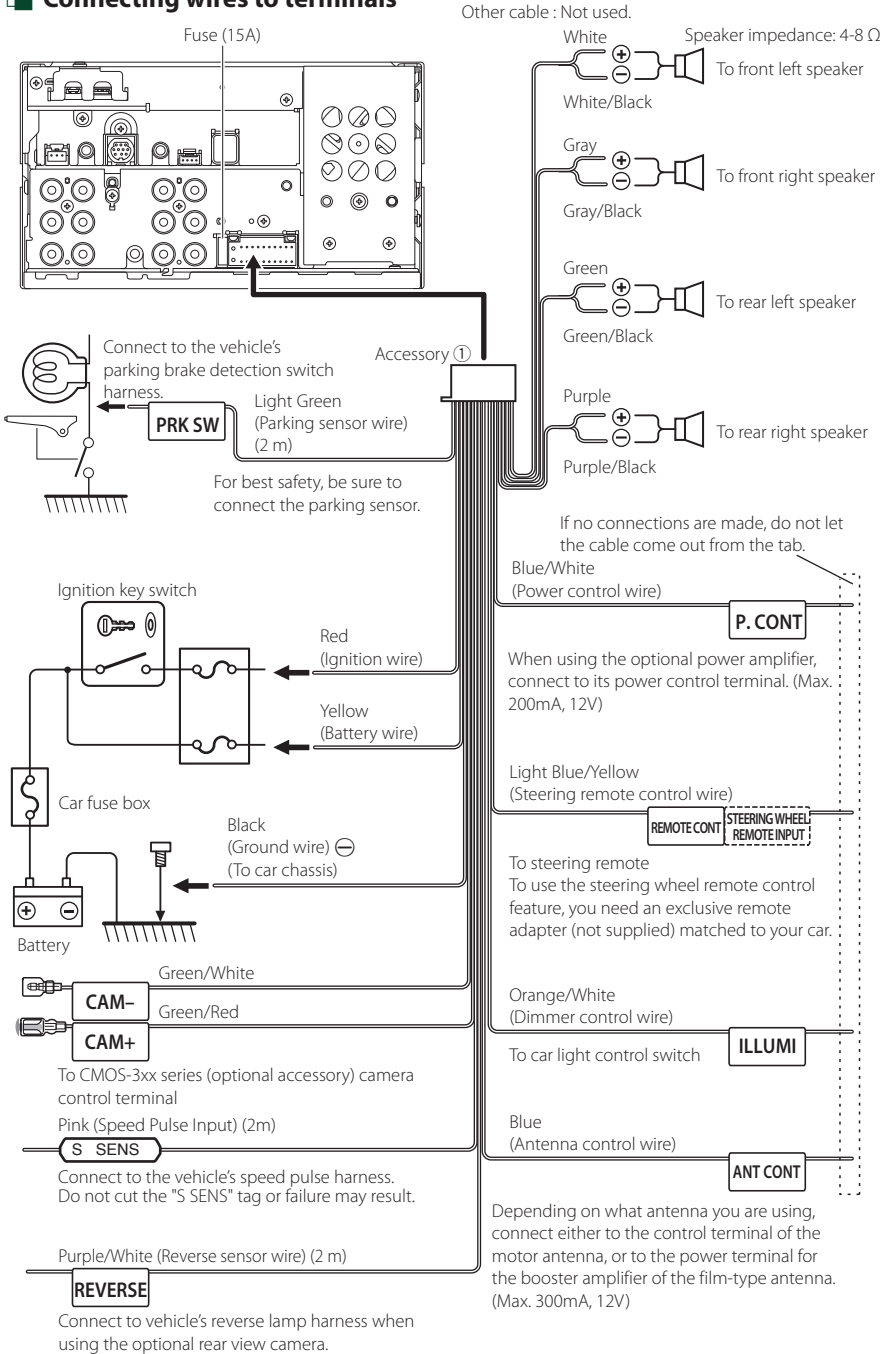 Connecting wires to terminals
Other cable : Not used.
Fuse (15A)
White
Speaker impedance: 4-8 Ω
To front left speaker
White/Black
Gray
To front right speaker
Gray/Black
Green
To rear left speaker
Green/Black
Purple
To rear right speaker
Purple/Black
Connect to the vehicle’s
parking brake detection switch
harness.
Accessory ①
PRK SW
Light Green
(Parking sensor wire)
(2 m)
For best safety, be sure to
connect the parking sensor.
If no connections are made, do not let
the cable come out from the tab.
Blue/White
(Power control wire)
P. CONT
When using the optional power amplifier,
connect to its power control terminal. (Max.
200mA, 12V)
Ignition key switch
Red
(Ignition wire)
Yellow
(Battery wire)
Car fuse box
Light Blue/Yellow
(Steering remote control wire)
REMOTE CONT
STEERING WHEEL
REMOTE INPUT
To steering remote
To use the steering wheel remote control
feature, you need an exclusive remote
adapter (not supplied) matched to your car.
Black
(Ground wire) ⊖
(To car chassis)
+ −
Battery
Green/White
CAM–
Green/Red
CAM+
To CMOS-3xx series (optional accessory) camera
control terminal
Orange/White
(Dimmer control wire)
To car light control switch
ILLUMI
Pink (Speed Pulse Input) (2m)
S SENS
Connect to the vehicle’s speed pulse harness.
Do not cut the "S SENS" tag or failure may result.
Blue
(Antenna control wire)
ANT CONT
Depending on what antenna you are using,
connect either to the control terminal of the
motor antenna, or to the power terminal for
the booster amplifier of the film-type antenna.
(Max. 300mA, 12V)
Purple/White (Reverse sensor wire) (2 m)
REVERSE
Connect to vehicle’s reverse lamp harness when
using the optional rear view camera.